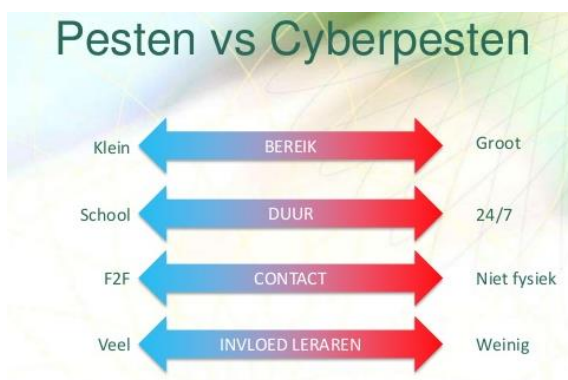 Pesten vs Cyberpesten
Klein BEREIK Groot
School DUUR 24/7
F2F CONTACT Niet fysiek
Veel INVLOED LERAREN Weinig